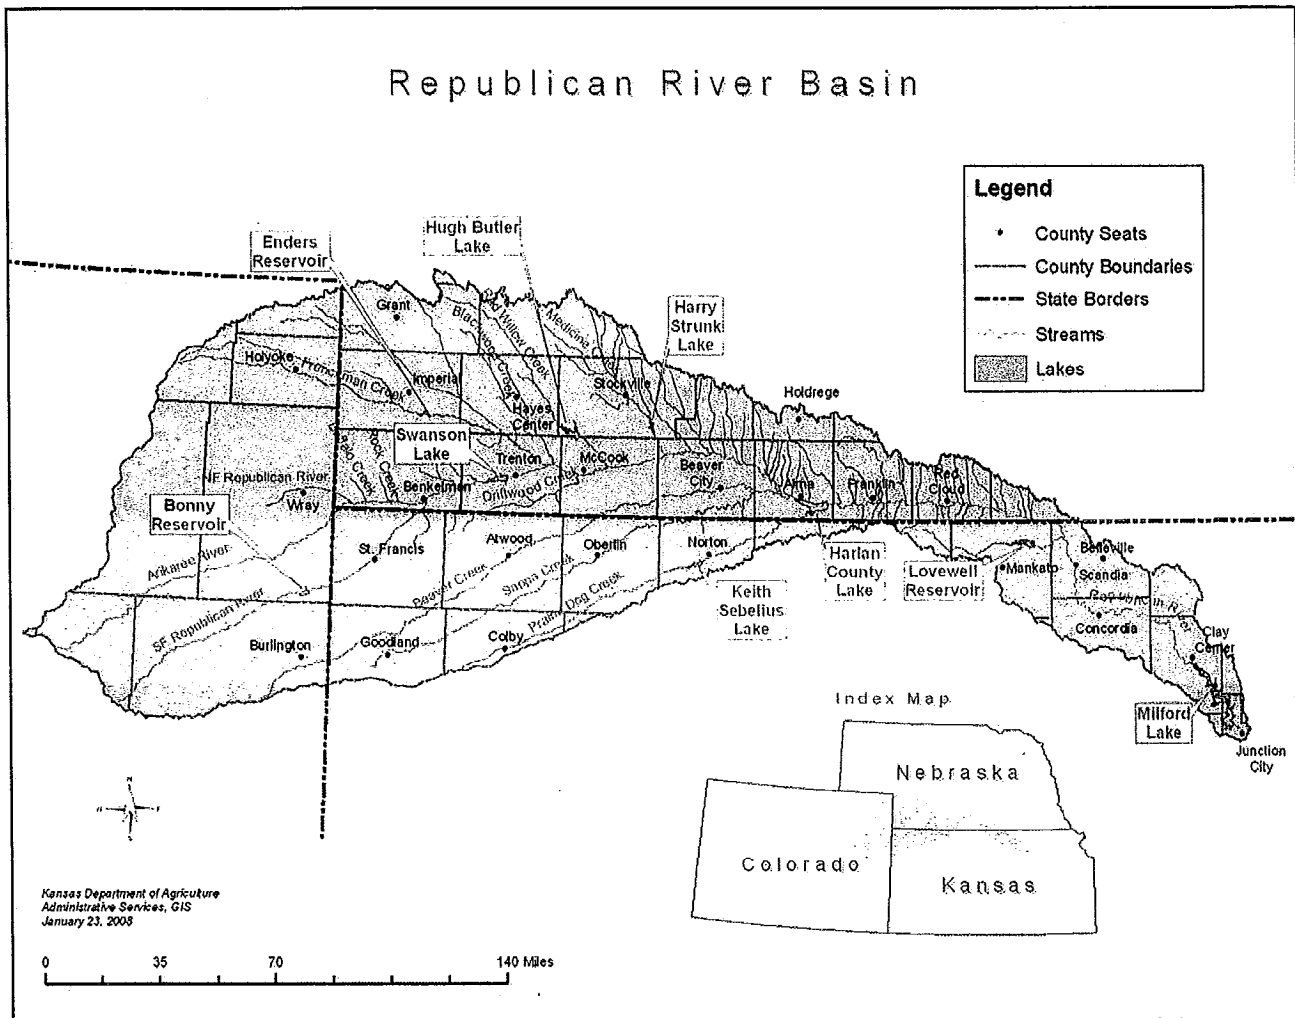 Republican River Basin
Legend
County Seats
County Boundaries
State Borders
Streams
Lakes
Hugh Butler
Lake
Enders
Reservoir
Harry
Strunk
Lake
Grant
Blackwood Creek
Red Willow Creek
Medicine C
Holyoke
Frenchman Creek
Imperial
Stockville
Hayes
Center
Holdrege
Swanson
Lake
Rock Creek
Trenton
McCook
Beaver
City
Alma
Franklin
Red
Cloud
NF Republican River
Wray
Benkelman
Driftwood Creek
Bonny
Reservoir
Arikaree River
St. Francis
Atwood
Oberlin
Norton
Harlan
County
Lake
Lovewell
Reservoir
Mankato
Belleville
Scandia
Beaver Creek
Sappa Creek
Prairie Dog Creek
Keith
Sebelius
Lake
Republican River
Concordia
Clay
Center
SF Republican River
Burlington
Goodland
Colby
Milford
Lake
Junction
City
Index Map
Nebraska
Colorado
Kansas
Kansas Department of Agriculture
Administrative Services, GIS
January 23, 2008
0 35 70 140 Miles